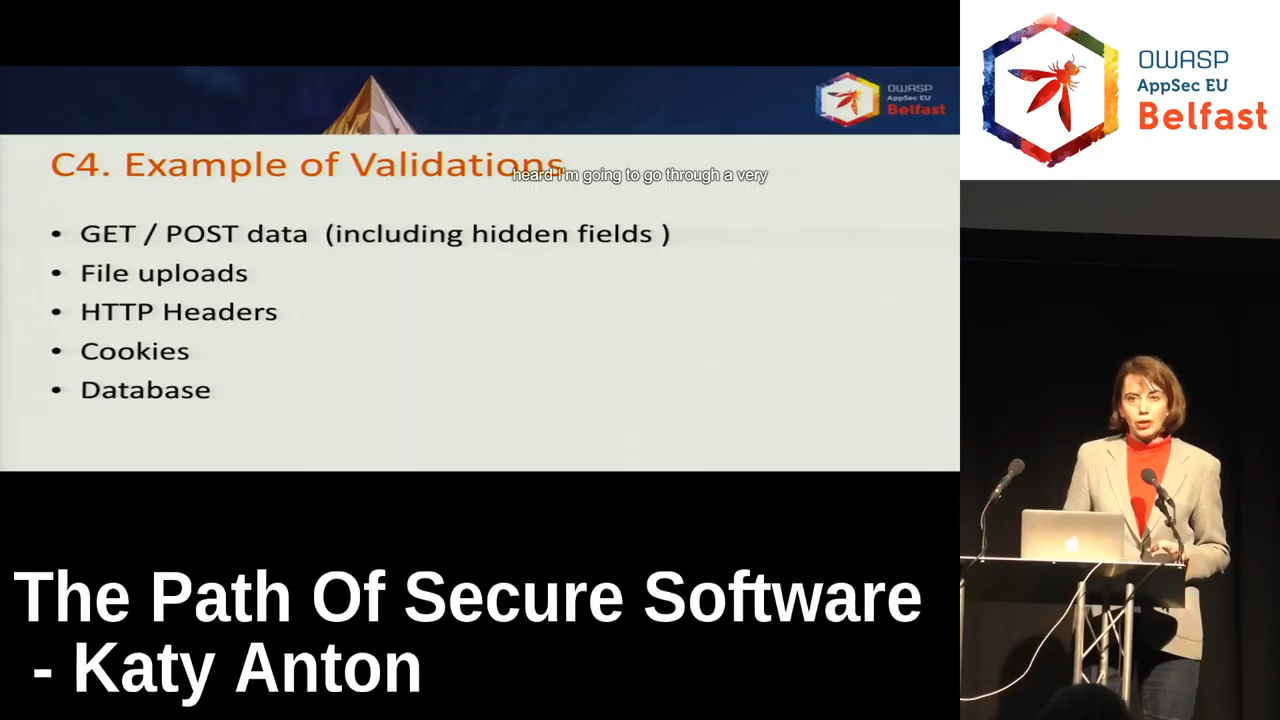 OWASP
AppSec EU
Belfast
C4. Example of Validations
heard I'm going to go through a very
• GET / POST data (including hidden fields )
• File uploads
• HTTP Headers
• Cookies
• Database
OWASP
AppSec EU
Belfast
The Path Of Secure Software
- Katy Anton